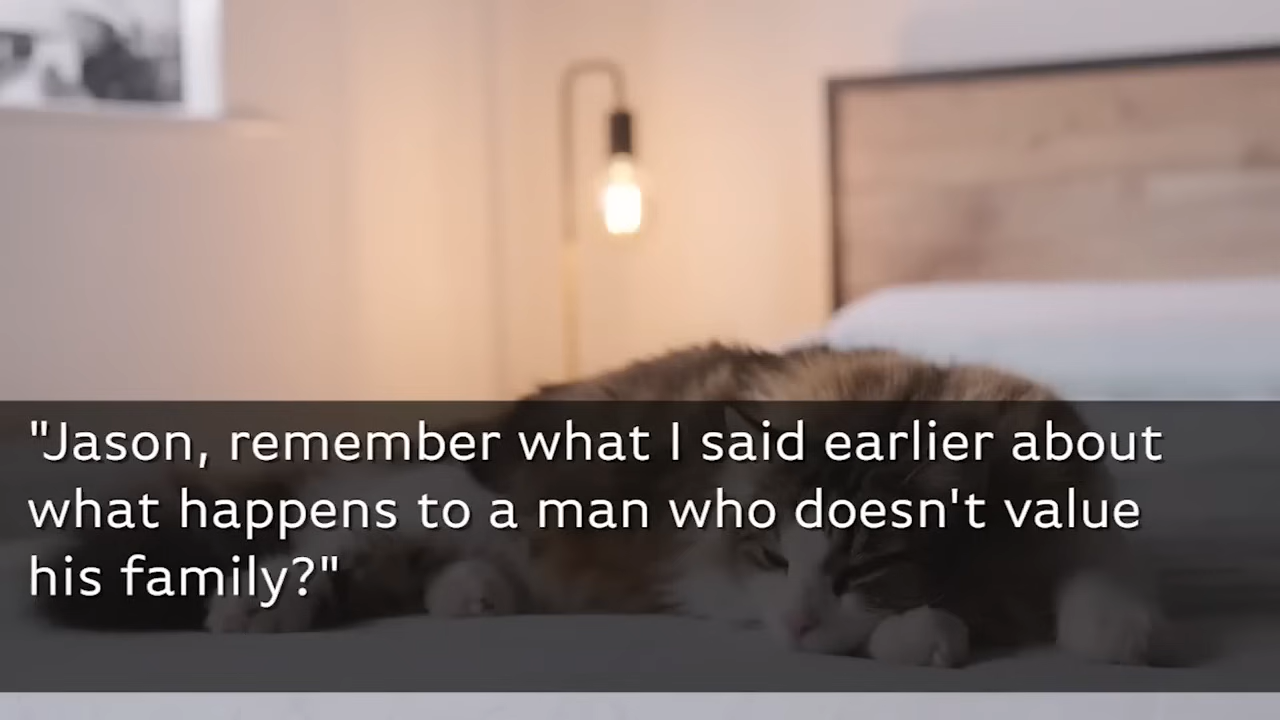 "Jason, remember what I said earlier about
what happens to a man who doesn't value
his family?"